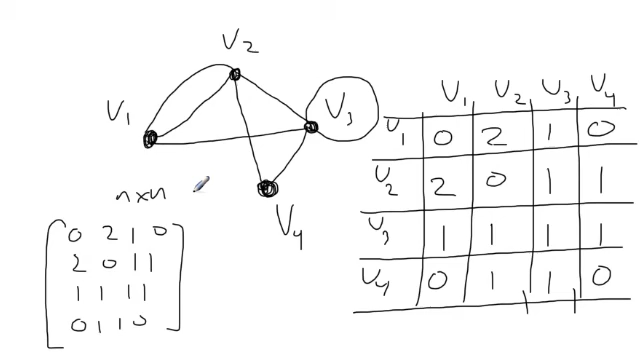 V2
V1
V3
V4
n×n
0 2 1 0
2 0 1 1
1 1 1 1
0 1 1 0
V1 V2 V3 V4
V1 0 2 1 0
V2 2 0 1 1
V3 1 1 1 1
V4 0 1 1 0